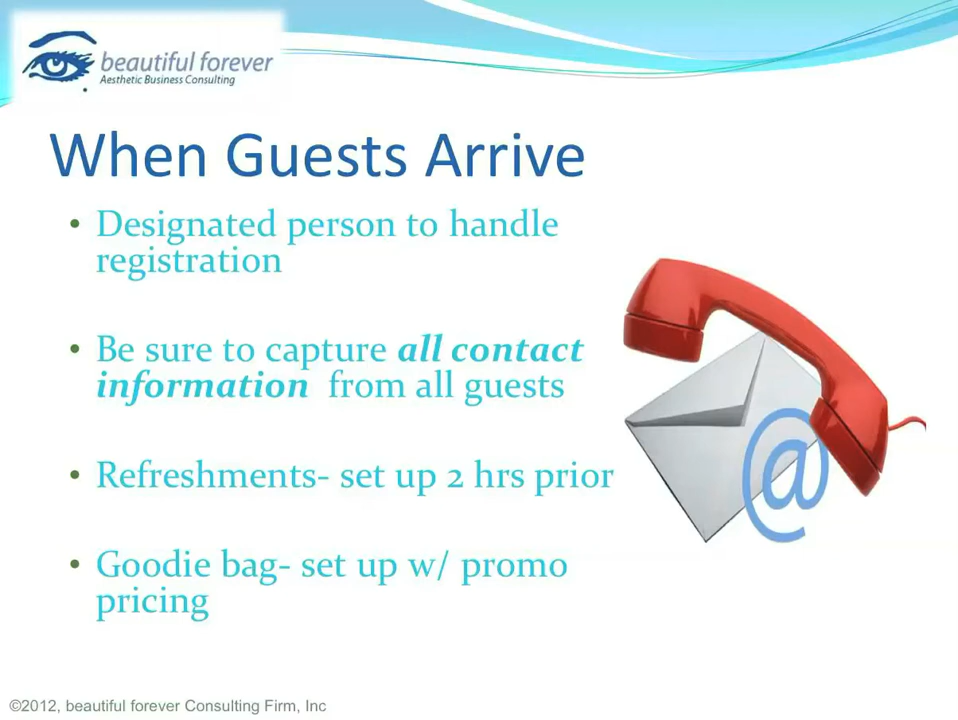 beautiful forever
Aesthetic Business Consulting
When Guests Arrive
• Designated person to handle
registration
• Be sure to capture all contact
information from all guests
• Refreshments- set up 2 hrs prior
• Goodie bag- set up w/ promo
pricing
@
©2012, beautiful forever Consulting Firm, Inc